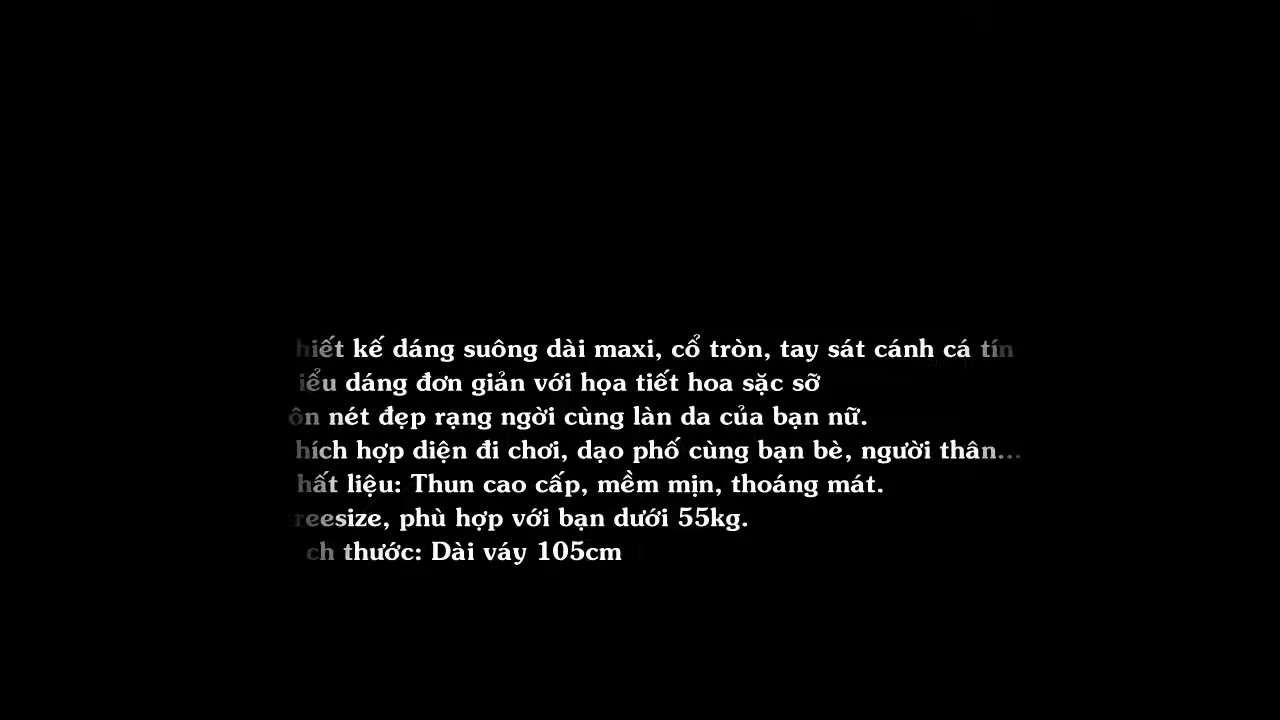 hiết kế dáng suông dài maxi, cổ tròn, tay sát cánh cá tín
iểu dáng đơn giản với họa tiết hoa sặc sỡ
ôn nét đẹp rạng ngời cùng làn da của bạn nữ.
hích hợp diện đi chơi, dạo phố cùng bạn bè, người thân...
hất liệu: Thun cao cấp, mềm mịn, thoáng mát.
reesize, phù hợp với bạn dưới 55kg.
ch thước: Dài váy 105cm